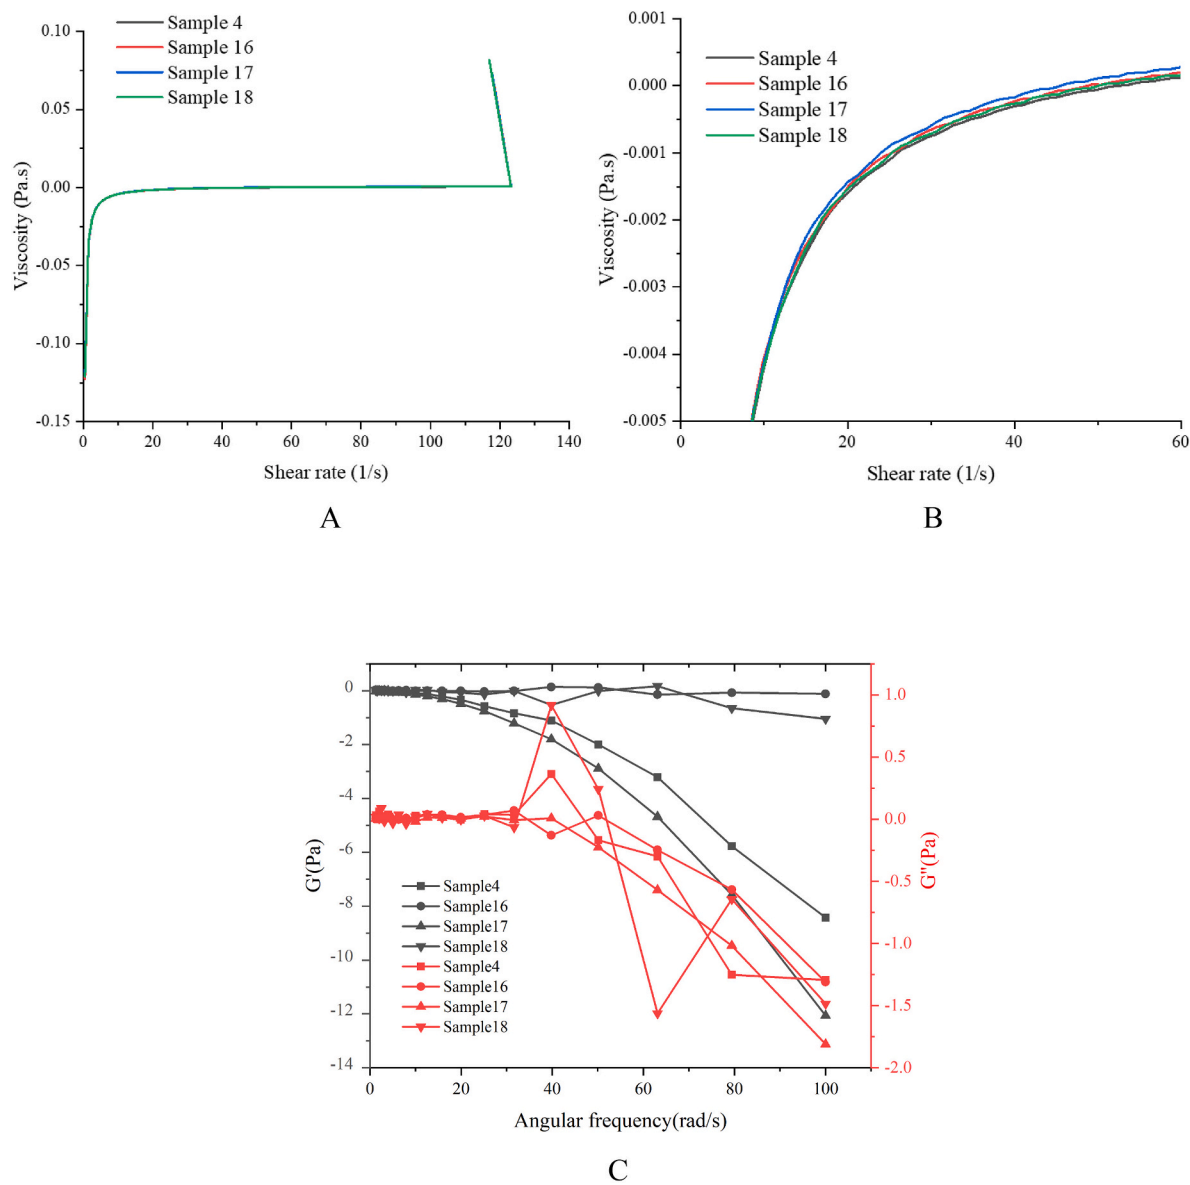 Sample 4
Sample 16
Sample 17
Sample 18
0.10
0.05
0.00
-0.05
-0.10
-0.15
Viscosity (Pa.s)
0 20 40 60 80 100 120 140
Shear rate (1/s)
A
Sample 4
Sample 16
Sample 17
Sample 18
0.001
0.000
-0.001
-0.002
-0.003
-0.004
-0.005
Viscosity (Pa.s)
0 20 40 60
Shear rate (1/s)
B
0
-2
-4
-6
-8
-10
-12
-14
G'(Pa)
Sample4
Sample16
Sample17
Sample18
Sample4
Sample16
Sample17
Sample18
1.0
0.5
0.0
-0.5
-1.0
-1.5
-2.0
G"(Pa)
0 20 40 60 80 100
Angular frequency(rad/s)
C